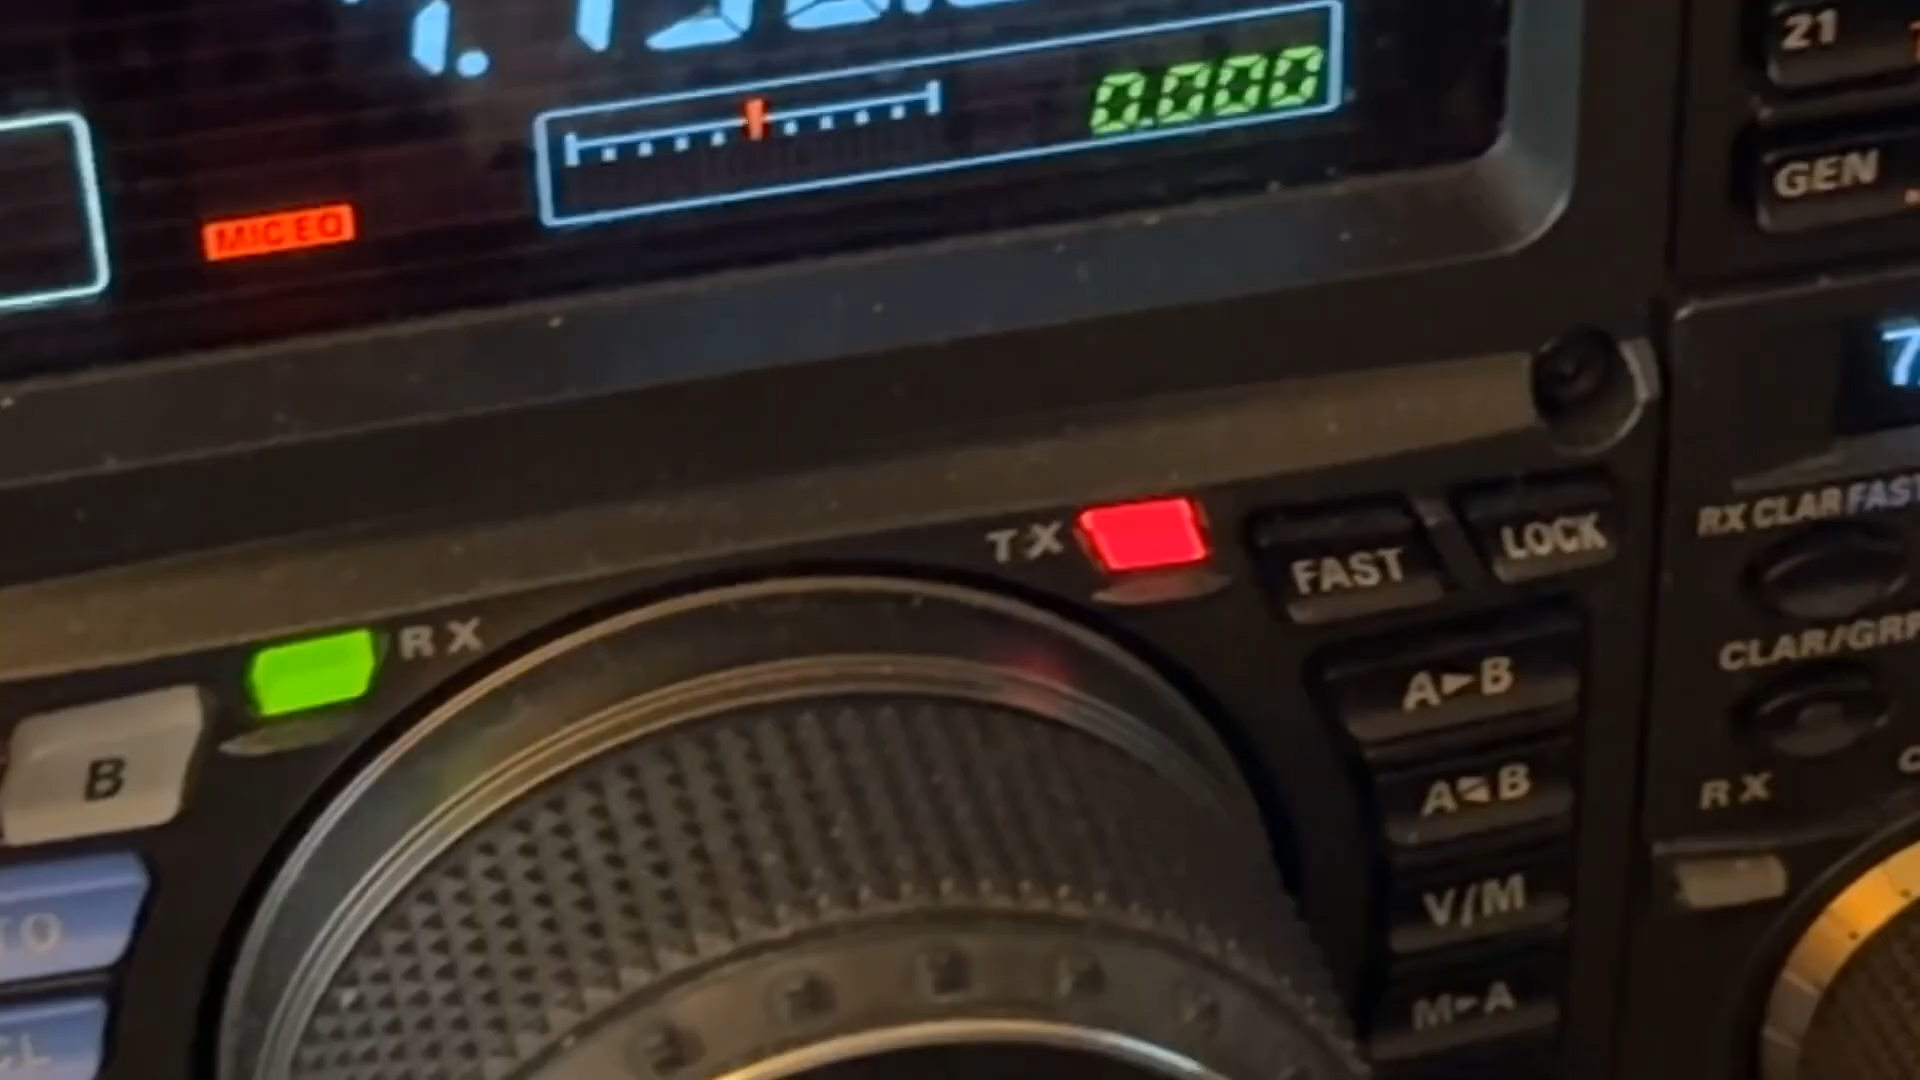 21
0.000
GEN
MIC EQ
TX
FAST
LOCK
RX CLAR FAST
RX
A►B
CLAR/GRP
B
A◄B
RX
V/M
M►A